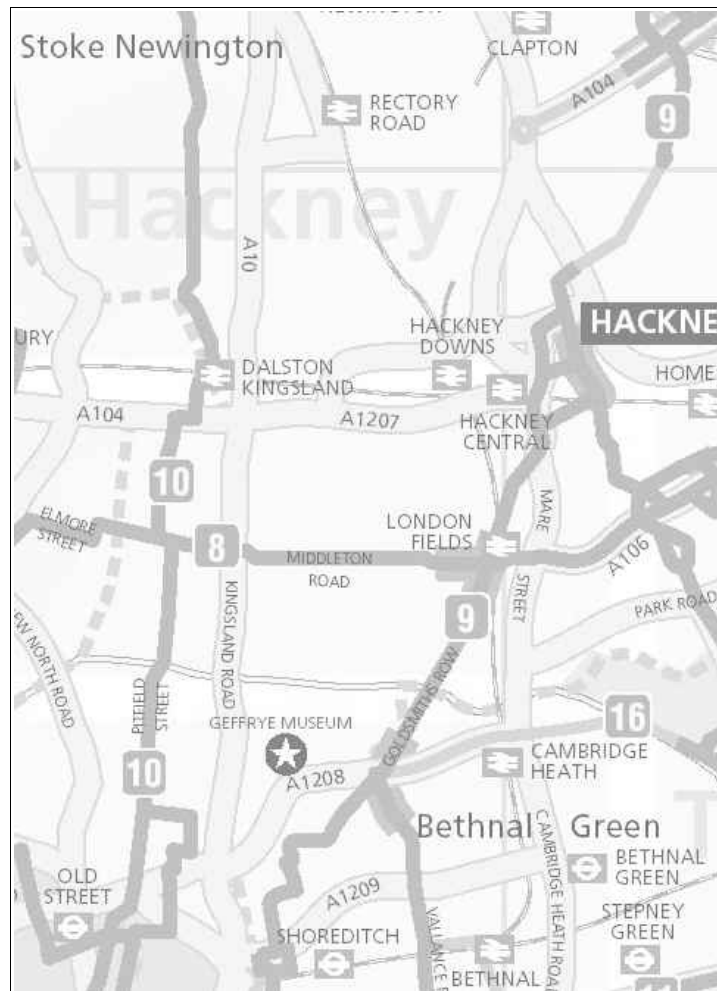 Stoke Newington
CLAPTON
A104
9
RECTORY
ROAD
Hackney
A10
URY
HACKNEY
DOWNS
HACKNE
DALSTON
KINGSLAND
HOME
A104
A1207
HACKNEY
CENTRAL
10
MARE
STREET
ELMORE
STREET
8
LONDON
FIELDS
MIDDLETON
ROAD
A106
KINGSLAND ROAD
PARK ROAD
9
EW NORTH ROAD
PITFIELD
STREET
GOLDSMITHS ROW
16
GEFFRYE MUSEUM
10
A1208
CAMBRIDGE
HEATH
Bethnal Green
CAMBRIDGE HEATH ROAD
OLD
STREET
BETHNAL
GREEN
A1209
VALLANCE
SHOREDITCH
STEPNEY
GREEN
BETHNAL